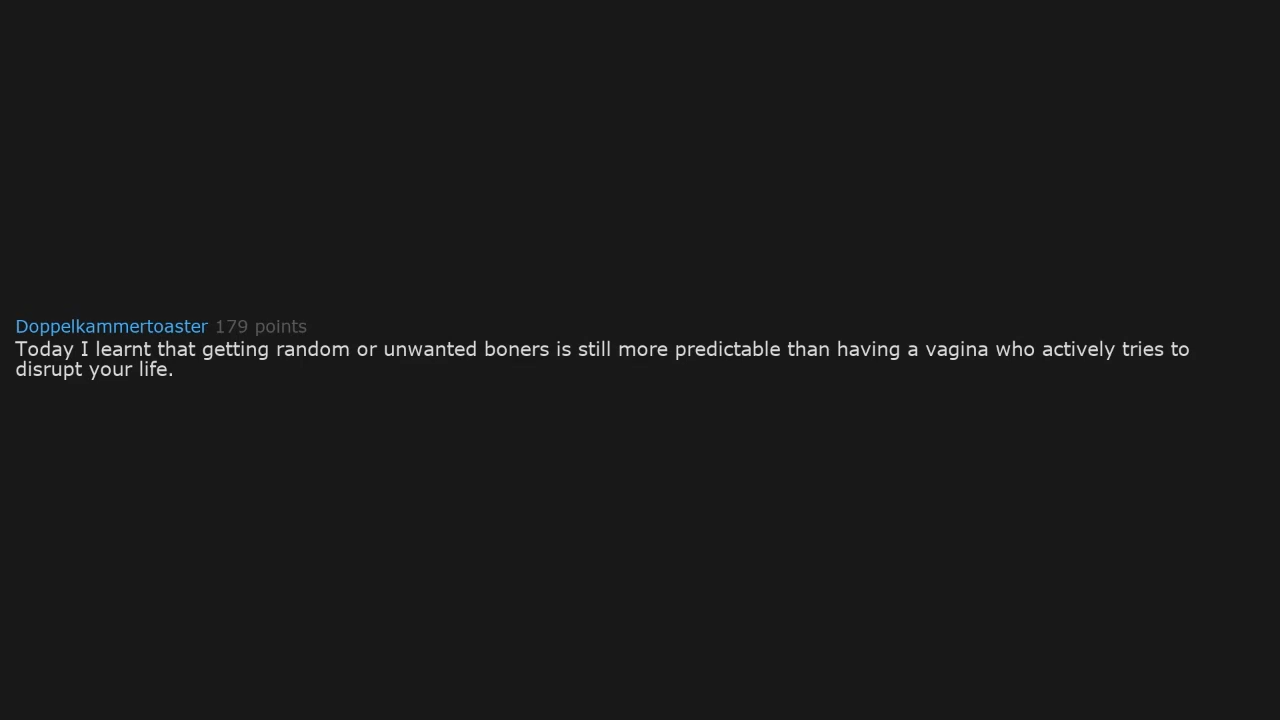 Doppelkammertoaster 179 points
Today I learnt that getting random or unwanted boners is still more predictable than having a vagina who actively tries to
disrupt your life.